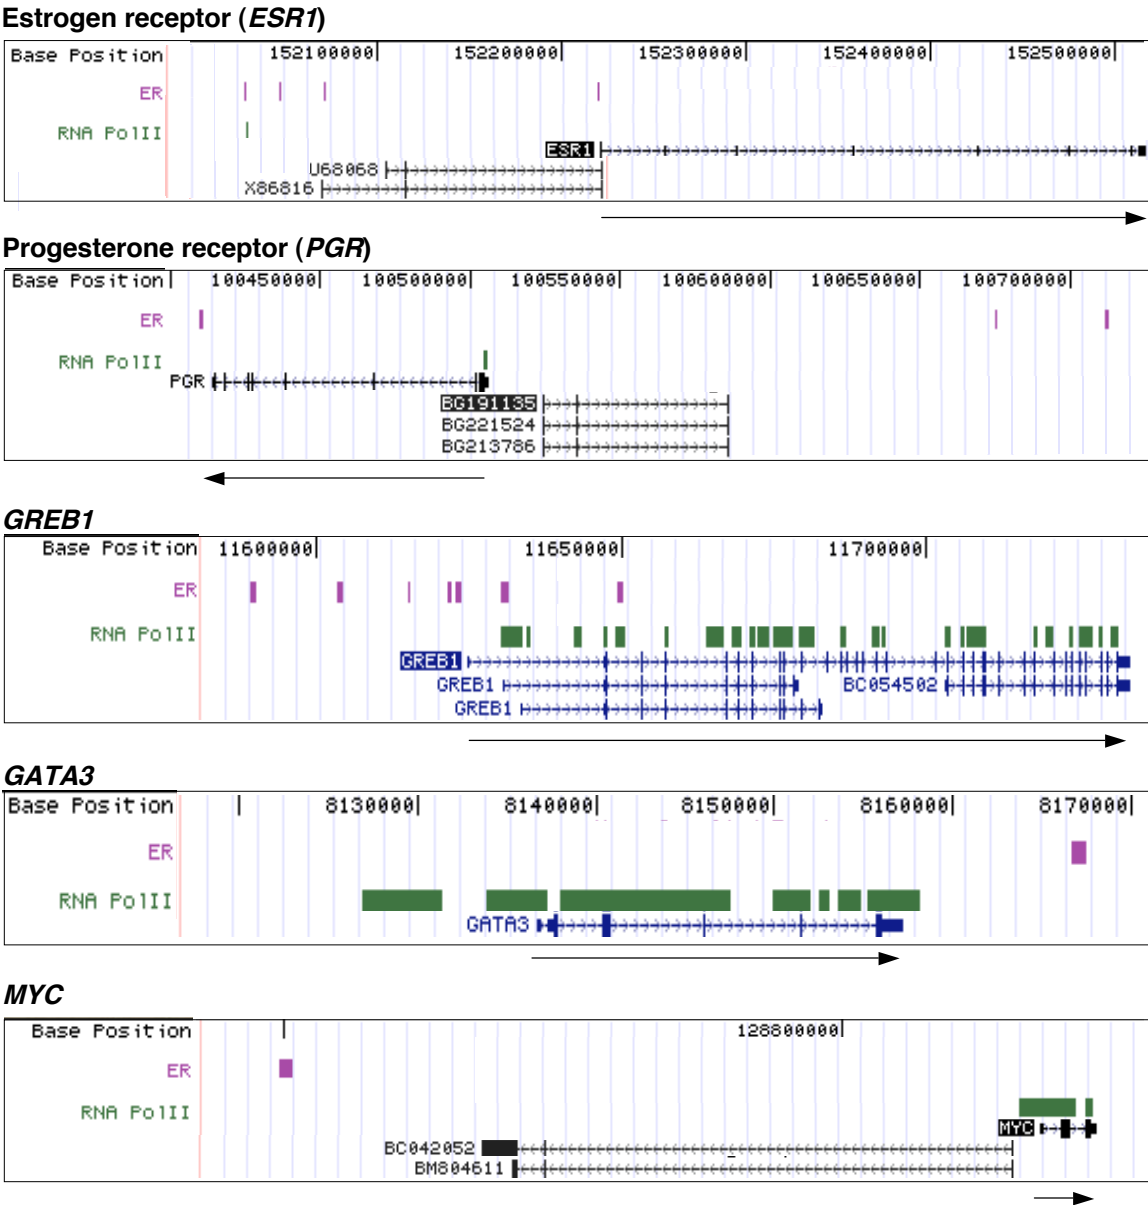 Estrogen receptor (ESR1)
Base Position 152100000| 152200000| 152300000| 152400000| 152500000|
ER
RNA PolII
ESR1
U68068
X86816
Progesterone receptor (PGR)
Base Position| 100450000| 100500000| 100550000| 100600000| 100650000| 100700000|
ER
RNA PolII
PGR
BG191135
BG221524
BG213786
GREB1
Base Position 11600000| 11650000| 11700000|
ER
RNA PolII
GREB1
GREB1 BC054502
GREB1
GATA3
Base Position | 8130000| 8140000| 8150000| 8160000| 8170000|
ER
RNA PolII
GATA3
MYC
Base Position | 128800000|
ER
RNA PolII
MYC
BC042052
BM804611